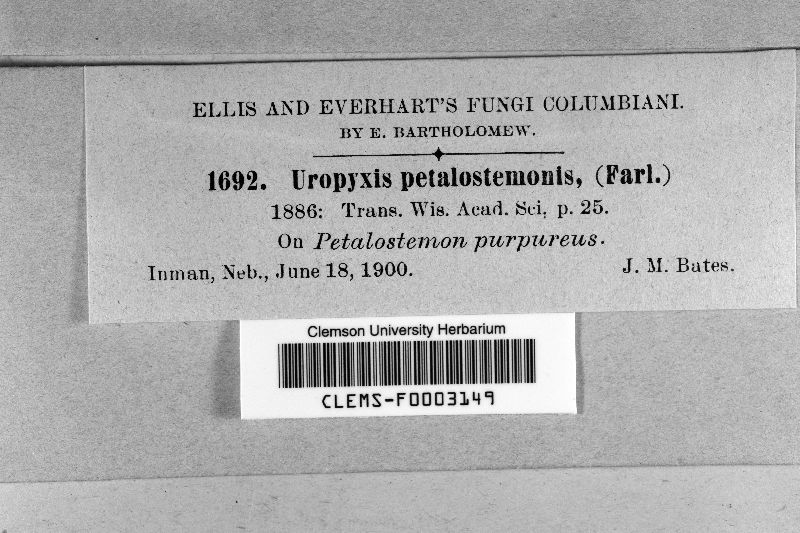 ELLIS AND EVERHART'S FUNGI COLUMBIANI.
BY E. BARTHOLOMEW.
1692. Uropyxis petalostemonis, (Farl.)
1886: Trans. Wis. Acad. Sci, p. 25.
On Petalostemon purpureus.
Inman, Neb., June 18, 1900. J. M. Bates.
Clemson University Herbarium
CLEMS-F0003149